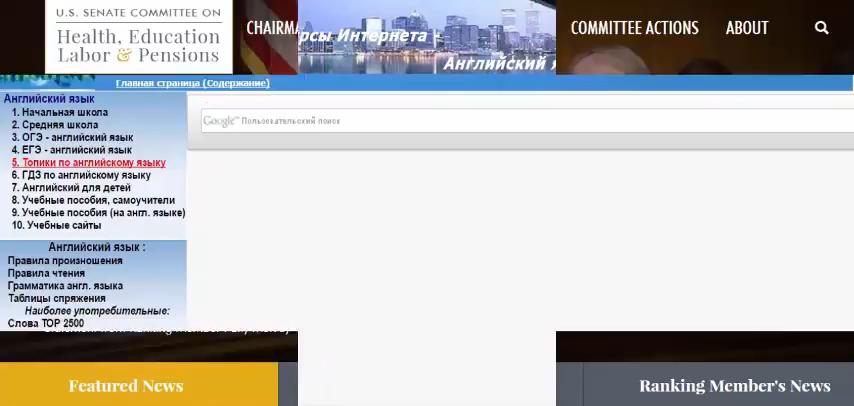 U.S. SENATE COMMITTEE ON
Health, Education
Labor & Pensions
COMMITTEE ACTIONS
ABOUT
Интернета -
Английский
Главная страница (Содержание)
Английский язык
1. Начальная школа
2. Средняя школа
3. ОГЭ - английский язык
4. ЕГЭ - английский язык
5. Топики по английскому языку
6. ГДЗ по английскому языку
7. Английский для детей
8. Учебные пособия, самоучители
9. Учебные пособия (на англ. языке)
10. Учебные сайты
Google™ Пользовательский поиск
Английский язык :
Правила произношения
Правила чтения
Грамматика англ. языка
Таблицы спряжения
Наиболее употребительные:
Слова TOP 2500
Featured News
Ranking Member's News